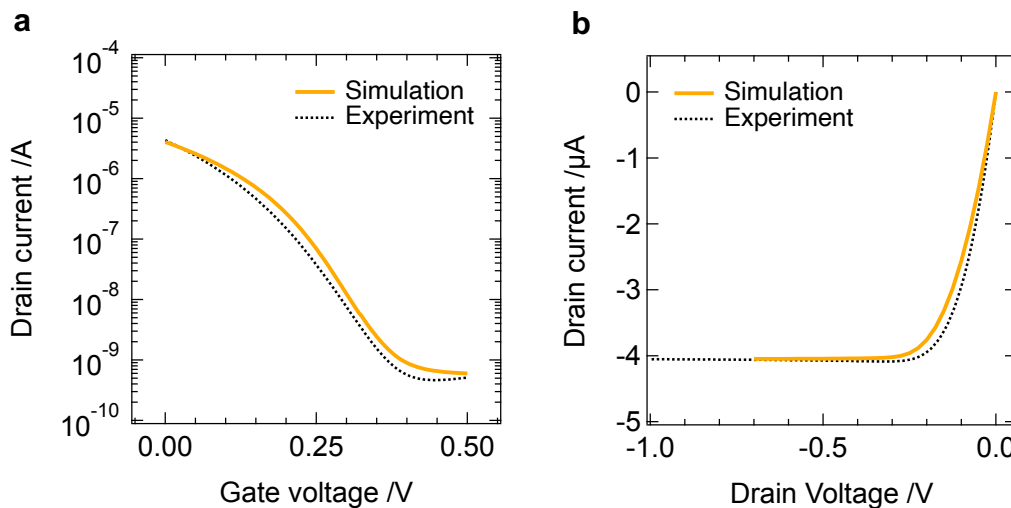 a
10⁻⁴
10⁻⁵
10⁻⁶
10⁻⁷
10⁻⁸
10⁻⁹
10⁻¹⁰
Drain current /A
Simulation
Experiment
0.00
0.25
0.50
Gate voltage /V
b
0
-1
-2
-3
-4
-5
Drain current /µA
Simulation
Experiment
-1.0
-0.5
0.0
Drain Voltage /V